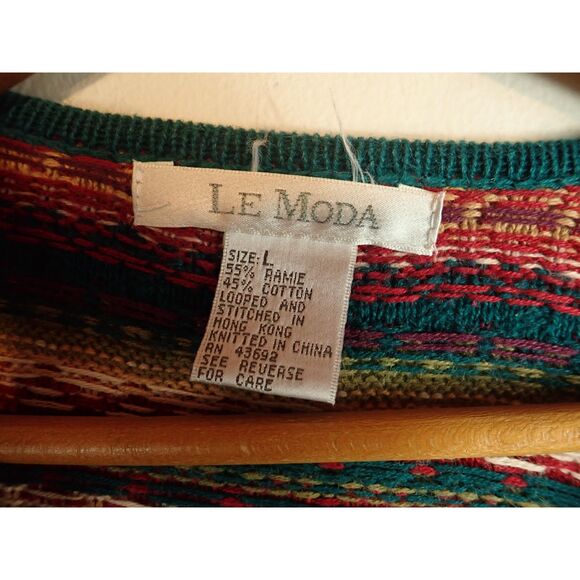 LE MODA
SIZE: L
55% RAMIE
45% COTTON
LOOPED AND
STITCHED IN
HONG KONG
KNITTED IN CHINA
RN 43692
SEE REVERSE
FOR CARE